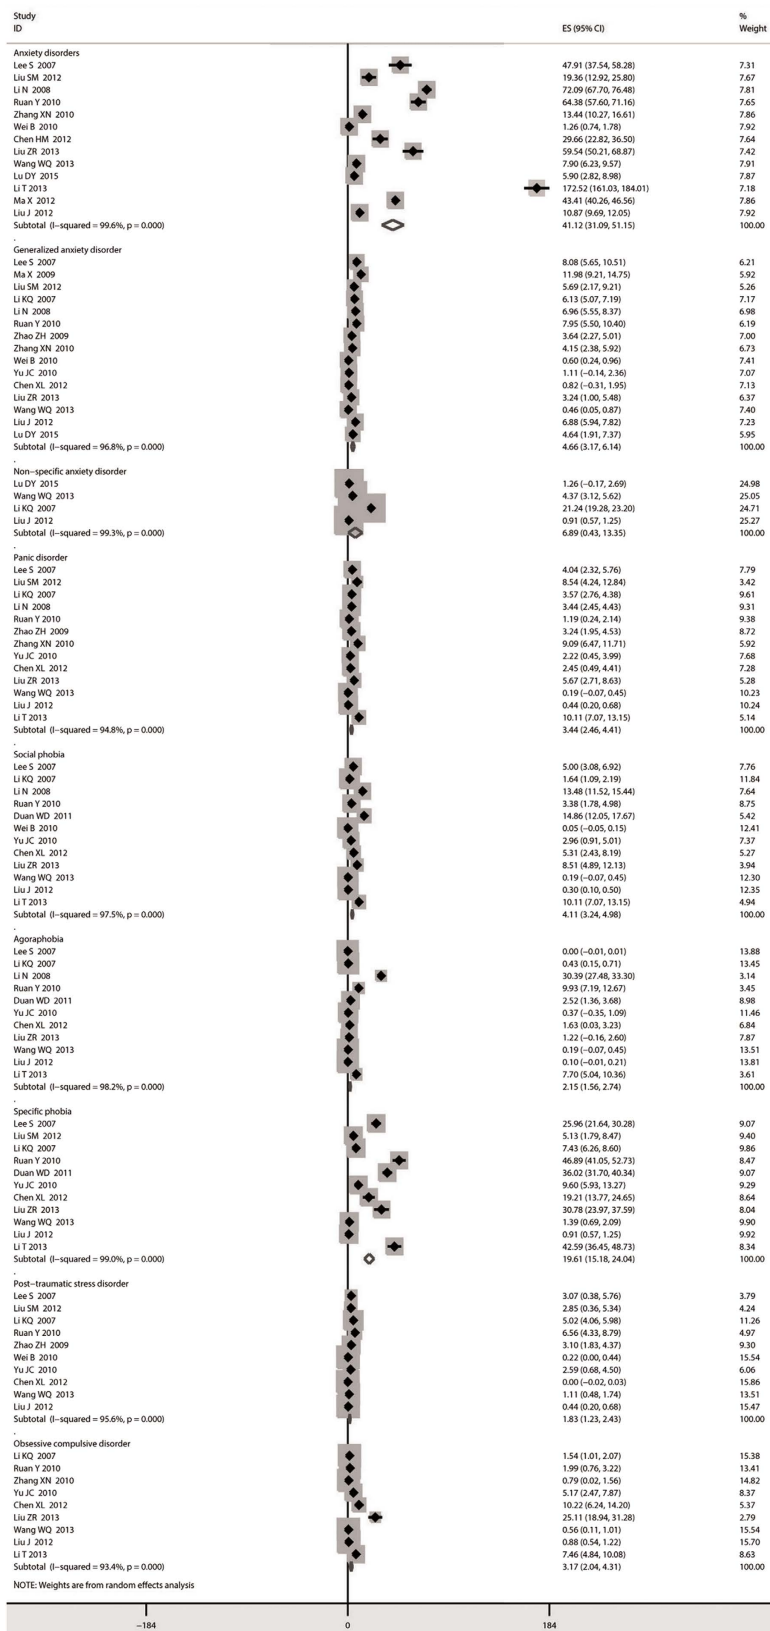 Study %
ID ES (95% CI) Weight
Anxiety disorders
Lee S 2007 47.91 (37.54, 58.28) 7.31
Liu SM 2012 19.36 (12.92, 25.80) 7.67
Li N 2008 72.09 (67.70, 76.48) 7.81
Ruan Y 2010 64.38 (57.60, 71.16) 7.65
Zhang XN 2010 13.44 (10.27, 16.61) 7.86
Wei B 2010 1.26 (0.74, 1.78) 7.92
Chen HM 2012 29.66 (22.82, 36.50) 7.64
Liu ZR 2013 59.54 (50.21, 68.87) 7.42
Wang WQ 2013 7.90 (6.23, 9.57) 7.91
Lu DY 2015 5.90 (2.82, 8.98) 7.87
Li T 2013 172.52 (161.03, 184.01) 7.18
Ma X 2012 43.41 (40.26, 46.56) 7.86
Liu J 2012 10.87 (9.69, 12.05) 7.92
Subtotal (I−squared = 99.6%, p = 0.000) 41.12 (31.09, 51.15) 100.00
.
Generalized anxiety disorder
Lee S 2007 8.08 (5.65, 10.51) 6.21
Ma X 2009 11.98 (9.21, 14.75) 5.92
Liu SM 2012 5.69 (2.17, 9.21) 5.26
Li KQ 2007 6.13 (5.07, 7.19) 7.17
Li N 2008 6.96 (5.55, 8.37) 6.98
Ruan Y 2010 7.95 (5.50, 10.40) 6.19
Zhao ZH 2009 3.64 (2.27, 5.01) 7.00
Zhang XN 2010 4.15 (2.38, 5.92) 6.73
Wei B 2010 0.60 (0.24, 0.96) 7.41
Yu JC 2010 1.11 (−0.14, 2.36) 7.07
Chen XL 2012 0.82 (−0.31, 1.95) 7.13
Liu ZR 2013 3.24 (1.00, 5.48) 6.37
Wang WQ 2013 0.46 (0.05, 0.87) 7.40
Liu J 2012 6.88 (5.94, 7.82) 7.23
Lu DY 2015 4.64 (1.91, 7.37) 5.95
Subtotal (I−squared = 96.8%, p = 0.000) 4.66 (3.17, 6.14) 100.00
.
Non−specific anxiety disorder
Lu DY 2015 1.26 (−0.17, 2.69) 24.98
Wang WQ 2013 4.37 (3.12, 5.62) 25.05
Li KQ 2007 21.24 (19.28, 23.20) 24.71
Liu J 2012 0.91 (0.57, 1.25) 25.27
Subtotal (I−squared = 99.3%, p = 0.000) 6.89 (0.43, 13.35) 100.00
.
Panic disorder
Lee S 2007 4.04 (2.32, 5.76) 7.79
Liu SM 2012 8.54 (4.24, 12.84) 3.42
Li KQ 2007 3.57 (2.76, 4.38) 9.61
Li N 2008 3.44 (2.45, 4.43) 9.31
Ruan Y 2010 1.19 (0.24, 2.14) 9.38
Zhao ZH 2009 3.24 (1.95, 4.53) 8.72
Zhang XN 2010 9.09 (6.47, 11.71) 5.92
Yu JC 2010 2.22 (0.45, 3.99) 7.68
Chen XL 2012 2.45 (0.49, 4.41) 7.28
Liu ZR 2013 5.67 (2.71, 8.63) 5.28
Wang WQ 2013 0.19 (−0.07, 0.45) 10.23
Liu J 2012 0.44 (0.20, 0.68) 10.24
Li T 2013 10.11 (7.07, 13.15) 5.14
Subtotal (I−squared = 94.8%, p = 0.000) 3.44 (2.46, 4.41) 100.00
.
Social phobia
Lee S 2007 5.00 (3.08, 6.92) 7.76
Li KQ 2007 1.64 (1.09, 2.19) 11.84
Li N 2008 13.48 (11.52, 15.44) 7.64
Ruan Y 2010 3.38 (1.78, 4.98) 8.75
Duan WD 2011 14.86 (12.05, 17.67) 5.42
Wei B 2010 0.05 (−0.05, 0.15) 12.41
Yu JC 2010 2.96 (0.91, 5.01) 7.37
Chen XL 2012 5.31 (2.43, 8.19) 5.27
Liu ZR 2013 8.51 (4.89, 12.13) 3.94
Wang WQ 2013 0.19 (−0.07, 0.45) 12.30
Liu J 2012 0.30 (0.10, 0.50) 12.35
Li T 2013 10.11 (7.07, 13.15) 4.94
Subtotal (I−squared = 97.5%, p = 0.000) 4.11 (3.24, 4.98) 100.00
.
Agoraphobia
Lee S 2007 0.00 (−0.01, 0.01) 13.88
Li KQ 2007 0.43 (0.15, 0.71) 13.45
Li N 2008 30.39 (27.48, 33.30) 3.14
Ruan Y 2010 9.93 (7.19, 12.67) 3.45
Duan WD 2011 2.52 (1.36, 3.68) 8.98
Yu JC 2010 0.37 (−0.35, 1.09) 11.46
Chen XL 2012 1.63 (0.03, 3.23) 6.84
Liu ZR 2013 1.22 (−0.16, 2.60) 7.87
Wang WQ 2013 0.19 (−0.07, 0.45) 13.51
Liu J 2012 0.10 (−0.01, 0.21) 13.81
Li T 2013 7.70 (5.04, 10.36) 3.61
Subtotal (I−squared = 98.2%, p = 0.000) 2.15 (1.56, 2.74) 100.00
.
Specific phobia
Lee S 2007 25.96 (21.64, 30.28) 9.07
Liu SM 2012 5.13 (1.79, 8.47) 9.40
Li KQ 2007 7.43 (6.26, 8.60) 9.86
Ruan Y 2010 46.89 (41.05, 52.73) 8.47
Duan WD 2011 36.02 (31.70, 40.34) 9.07
Yu JC 2010 9.60 (5.93, 13.27) 9.29
Chen XL 2012 19.21 (13.77, 24.65) 8.64
Liu ZR 2013 30.78 (23.97, 37.59) 8.04
Wang WQ 2013 1.39 (0.69, 2.09) 9.90
Liu J 2012 0.91 (0.57, 1.25) 9.92
Li T 2013 42.59 (36.45, 48.73) 8.34
Subtotal (I−squared = 99.0%, p = 0.000) 19.61 (15.18, 24.04) 100.00
.
Post−traumatic stress disorder
Lee S 2007 3.07 (0.38, 5.76) 3.79
Liu SM 2012 2.85 (0.36, 5.34) 4.24
Li KQ 2007 5.02 (4.06, 5.98) 11.26
Ruan Y 2010 6.56 (4.33, 8.79) 4.97
Zhao ZH 2009 3.10 (1.83, 4.37) 9.30
Wei B 2010 0.22 (0.00, 0.44) 15.54
Yu JC 2010 2.59 (0.68, 4.50) 6.06
Chen XL 2012 0.00 (−0.02, 0.03) 15.86
Wang WQ 2013 1.11 (0.48, 1.74) 13.51
Liu J 2012 0.44 (0.20, 0.68) 15.47
Subtotal (I−squared = 95.6%, p = 0.000) 1.83 (1.23, 2.43) 100.00
.
Obsessive compulsive disorder
Li KQ 2007 1.54 (1.01, 2.07) 15.38
Ruan Y 2010 1.99 (0.76, 3.22) 13.41
Zhang XN 2010 0.79 (0.02, 1.56) 14.82
Yu JC 2010 5.17 (2.47, 7.87) 8.37
Chen XL 2012 10.22 (6.24, 14.20) 5.37
Liu ZR 2013 25.11 (18.94, 31.28) 2.79
Wang WQ 2013 0.56 (0.11, 1.01) 15.54
Liu J 2012 0.88 (0.54, 1.22) 15.70
Li T 2013 7.46 (4.84, 10.08) 8.63
Subtotal (I−squared = 93.4%, p = 0.000) 3.17 (2.04, 4.31) 100.00
NOTE: Weights are from random effects analysis
−184 0 184